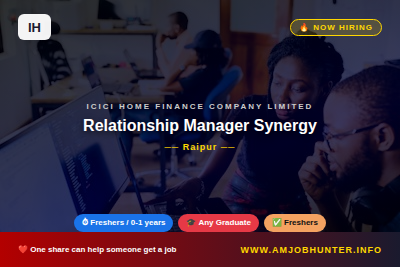 IH
🔥 NOW HIRING
ICICI HOME FINANCE COMPANY LIMITED
Relationship Manager Synergy
── Raipur ──
⏱ Freshers / 0-1 years
🎓 Any Graduate
✅ Freshers
❤️ One share can help someone get a job
WWW.AMJOBHUNTER.INFO